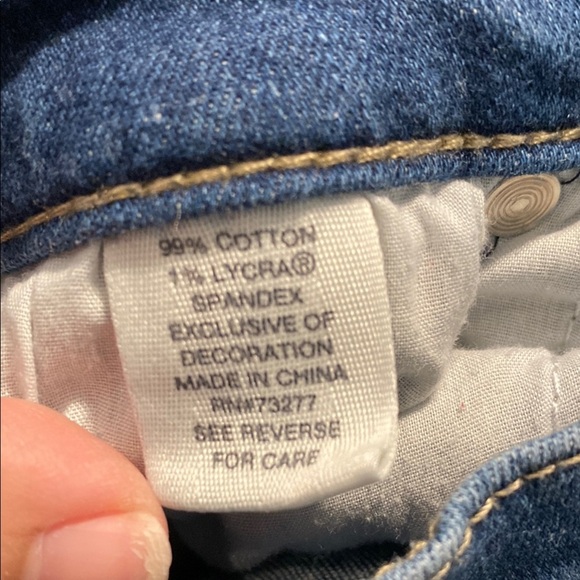 99% COTTON
1% LYCRA®
SPANDEX
EXCLUSIVE OF
DECORATION
MADE IN CHINA
RN#73277
SEE REVERSE
FOR CARE